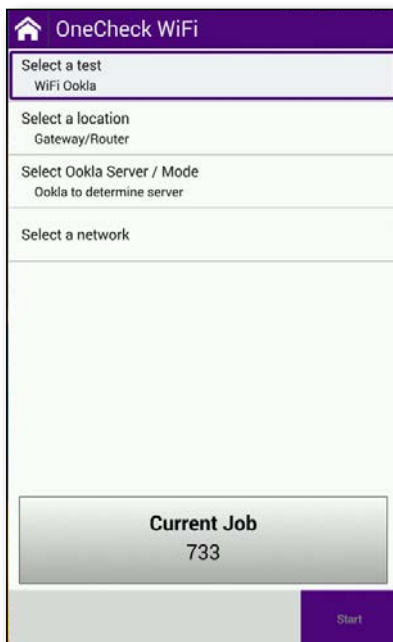 OneCheck WiFi
Select a test
WiFi Ookla
Select a location
Gateway/Router
Select Ookla Server / Mode
Ookla to determine server
Select a network
Current Job
733
Start